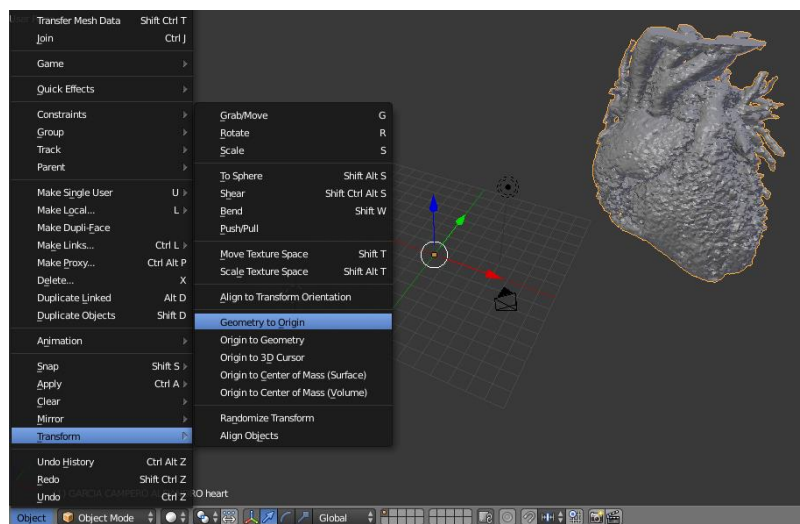 Transfer Mesh Data Shift Ctrl T
Join Ctrl J
Game
Quick Effects
Constraints
Group
Track
Parent
Make Single User U
Make Local... L
Make Dupli-Face
Make Links... Ctrl L
Make Proxy... Ctrl Alt P
Delete... X
Duplicate Linked Alt D
Duplicate Objects Shift D
Animation
Snap Shift S
Apply Ctrl A
Clear
Mirror
Transform
Undo History Ctrl Alt Z
Redo Shift Ctrl Z
Undo Ctrl Z
Grab/Move G
Rotate R
Scale S
To Sphere Shift Alt S
Shear Shift Ctrl Alt S
Bend Shift W
Push/Pull
Move Texture Space Shift T
Scale Texture Space Shift Alt T
Align to Transform Orientation
Geometry to Origin
Origin to Geometry
Origin to 3D Cursor
Origin to Center of Mass (Surface)
Origin to Center of Mass (Volume)
Randomize Transform
Align Objects
GARCIA CAMPERO RO heart
Object Object Mode Global